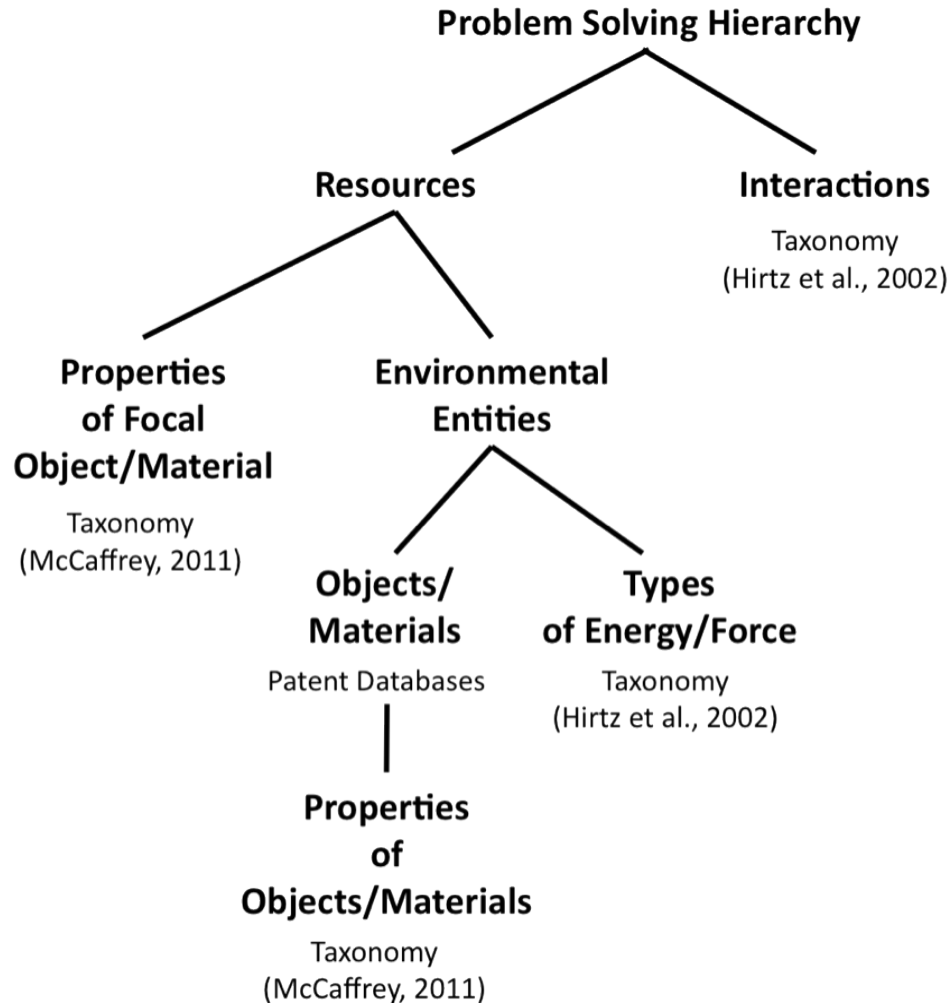 Problem Solving Hierarchy
Resources
Interactions
Taxonomy
(Hirtz et al., 2002)
Properties
of Focal
Object/Material
Taxonomy
(McCaffrey, 2011)
Environmental
Entities
Objects/
Materials
Patent Databases
Types
of Energy/Force
Taxonomy
(Hirtz et al., 2002)
Properties
of
Objects/Materials
Taxonomy
(McCaffrey, 2011)